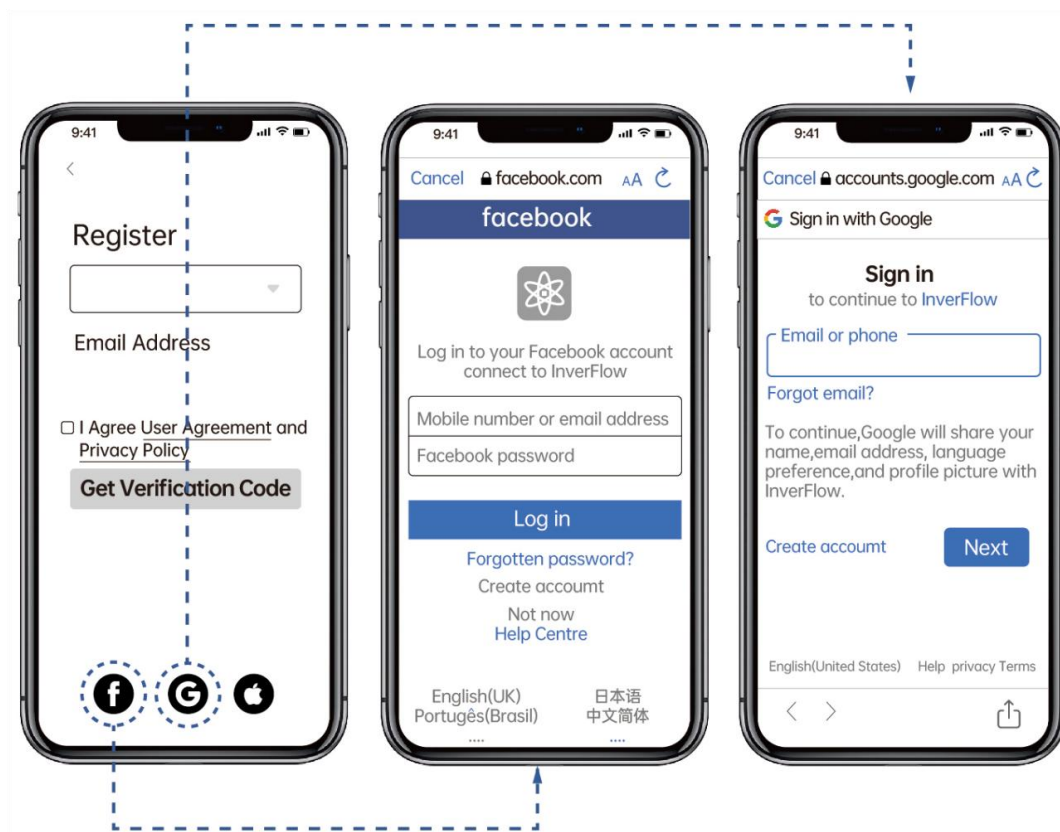 9:41
Register
Email Address
I Agree User Agreement and
Privacy Policy
Get Verification Code
9:41
Cancel facebook.com AA
facebook
Log in to your Facebook account
connect to InverFlow
Mobile number or email address
Facebook password
Log in
Forgotten password?
Create accoumt
Not now
Help Centre
English(UK) 日本语
Portugês(Brasil) 中文简体
.... ....
9:41
Cancel accounts.google.com AA
Sign in with Google
Sign in
to continue to InverFlow
Email or phone
Forgot email?
To continue,Google will share your
name,email address, language
preference,and profile picture with
InverFlow.
Create accoumt Next
English(United States) Help privacy Terms